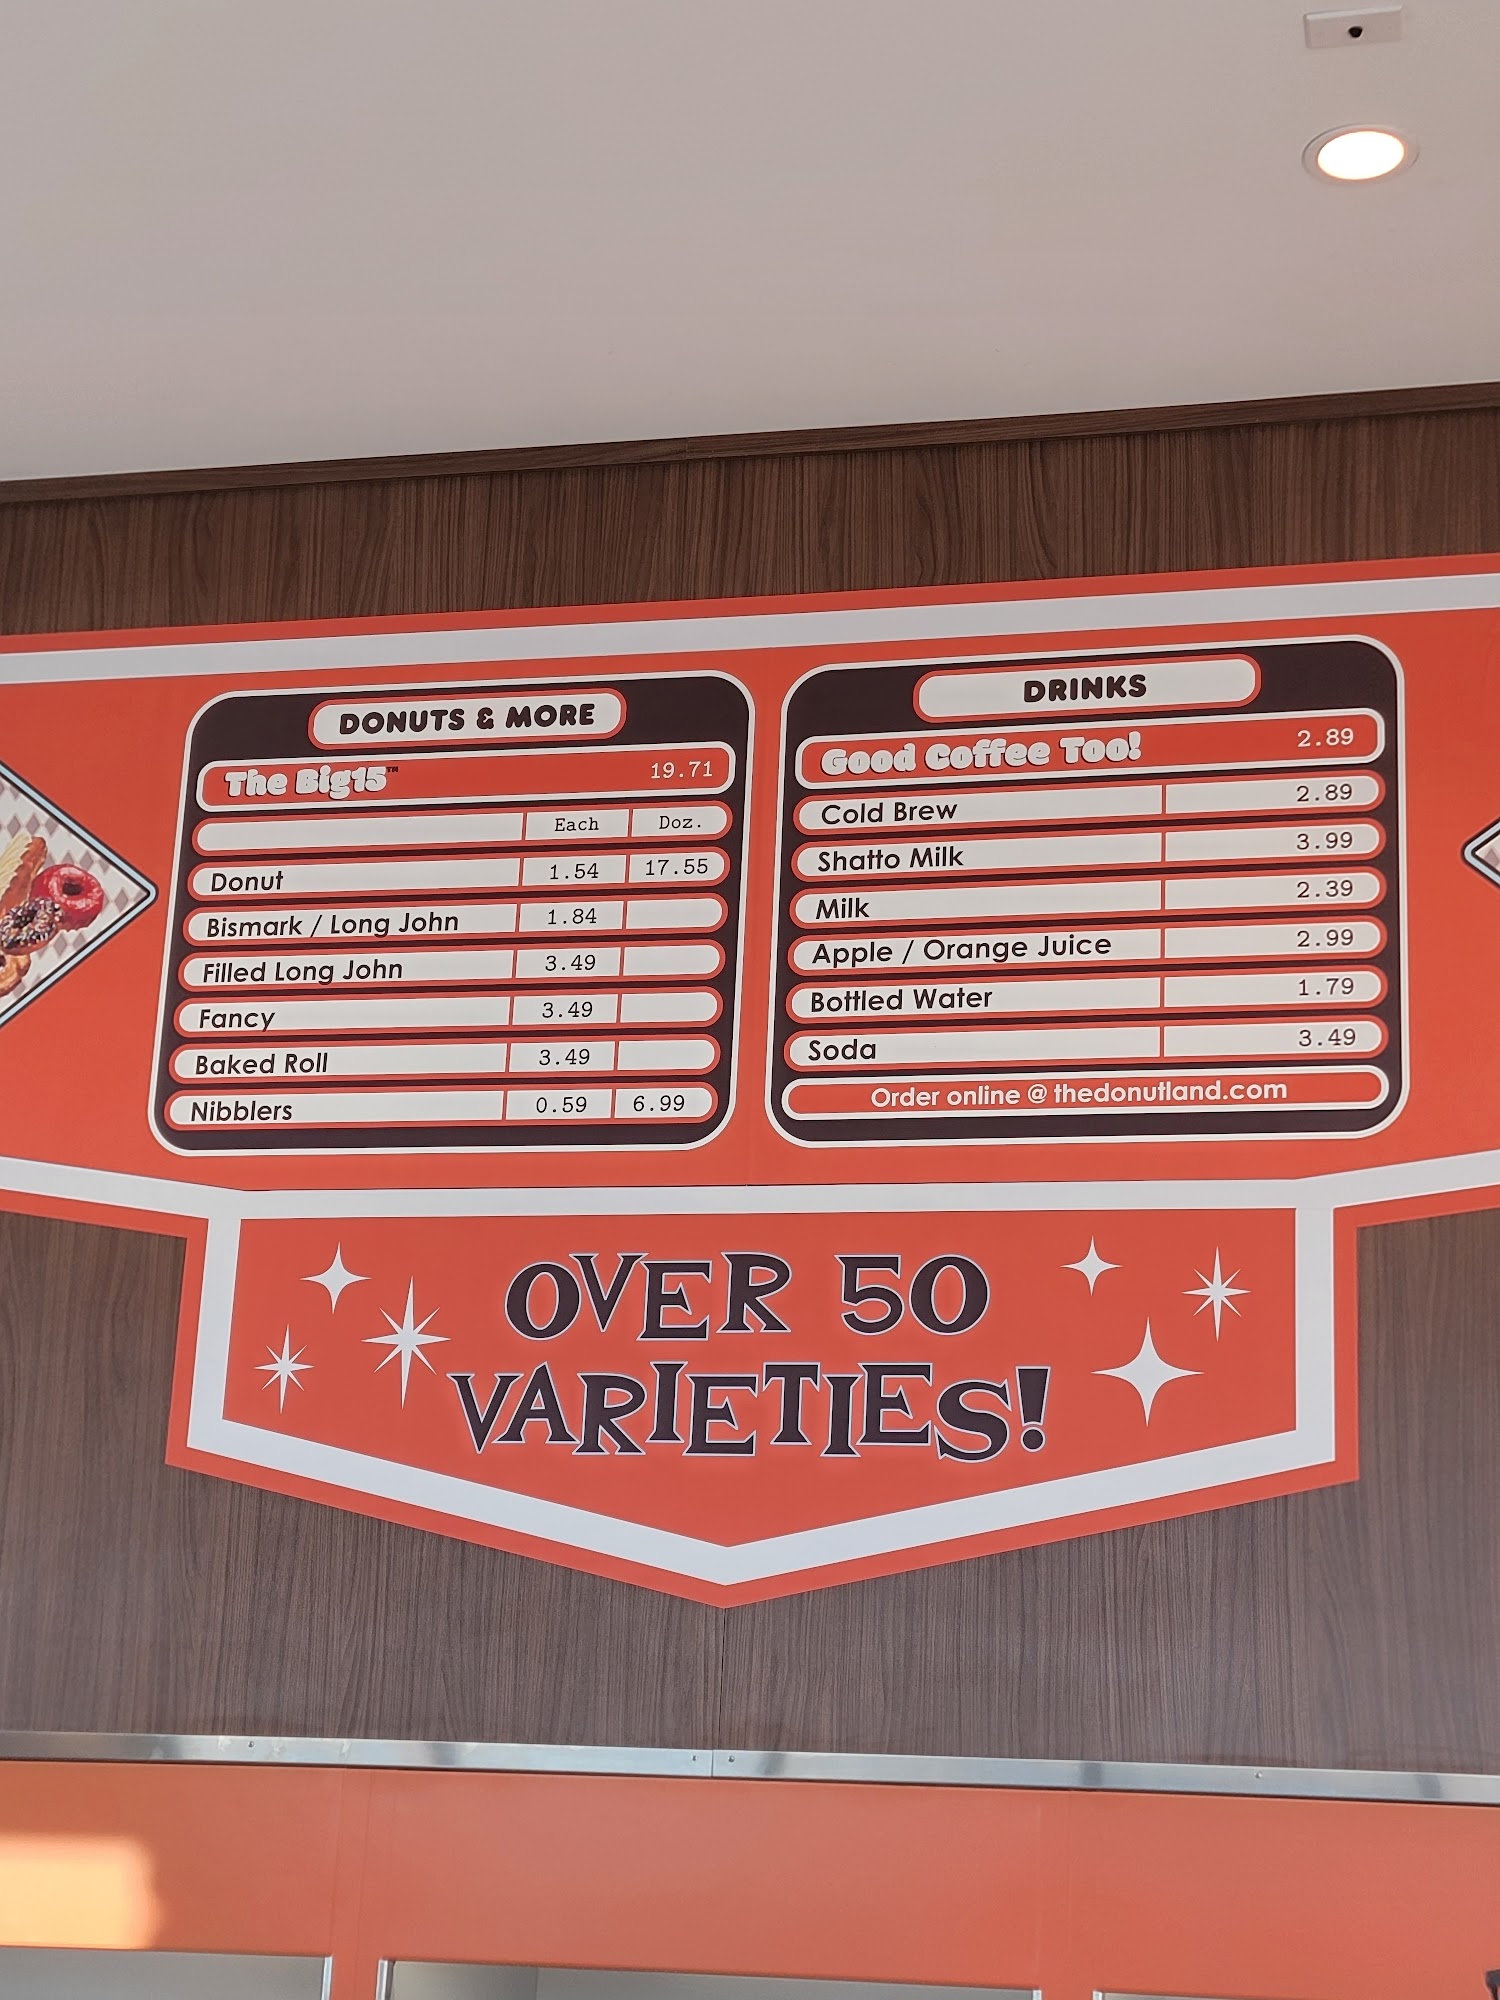 DONUTS & MORE
The Big15™ 19.71
Each Doz.
Donut 1.54 17.55
Bismark / Long John 1.84
Filled Long John 3.49
Fancy 3.49
Baked Roll 3.49
Nibblers 0.59 6.99
DRINKS
Good Coffee Too! 2.89
Cold Brew 2.89
Shatto Milk 3.99
Milk 2.39
Apple / Orange Juice 2.99
Bottled Water 1.79
Soda 3.49
Order online @ thedonutland.com
OVER 50
VARIETIES!